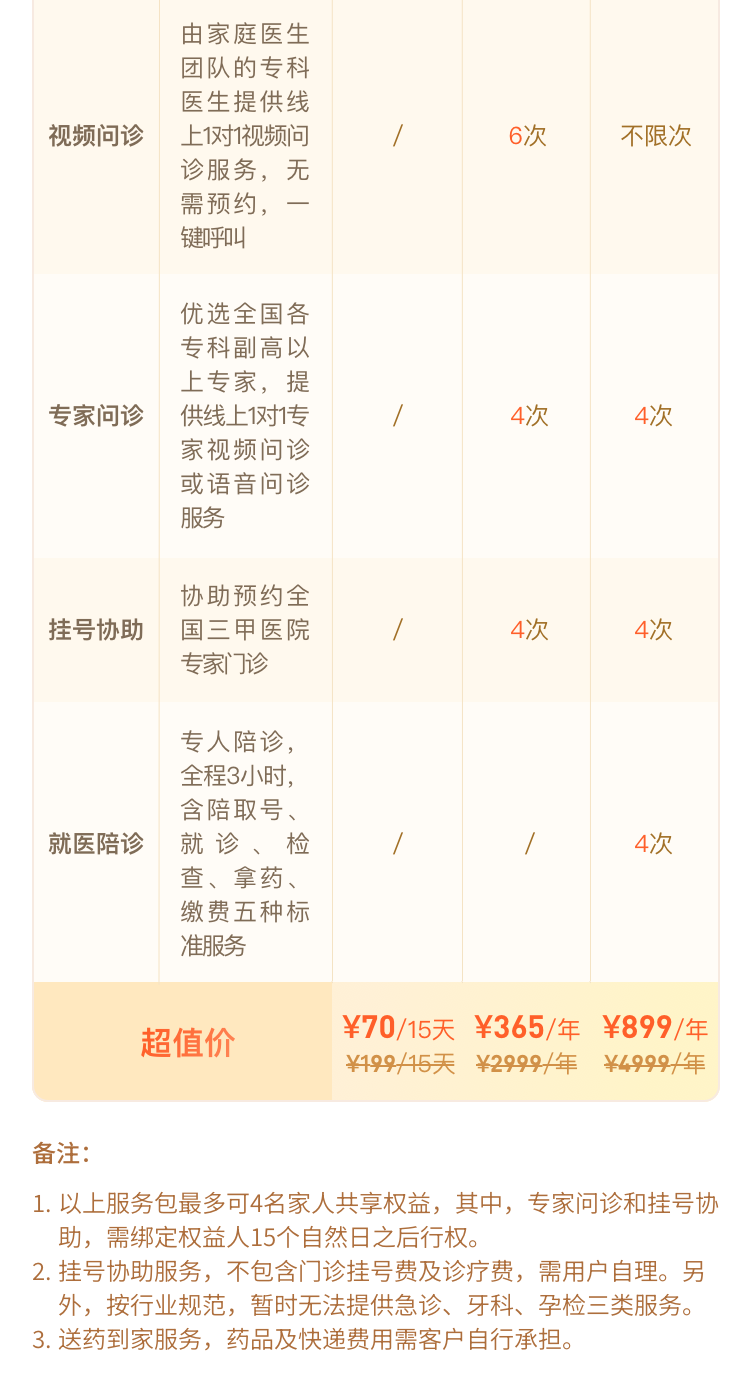 由家庭医生
团队的专科
医生提供线
上1对1视频问
诊服务，无
需预约，一
键呼叫
视频问诊
/
6次
不限次
优选全国各
专科副高以
上专家，提
供线上1对1专
家视频问诊
或语音问诊
服务
专家问诊
/
4次
4次
协助预约全
国三甲医院
专家门诊
挂号协助
/
4次
4次
专人陪诊，
全程3小时，
含陪取号、
就诊、检
查、拿药、
缴费五种标
准服务
就医陪诊
/
/
4次
超值价
¥70/15天
¥365/年
¥899/年
¥199/15天
¥2999/年
¥4999/年
备注：
1. 以上服务包最多可4名家人共享权益，其中，专家问诊和挂号协
助，需绑定权益人15个自然日之后行权。
2. 挂号协助服务，不包含门诊挂号费及诊疗费，需用户自理。另
外，按行业规范，暂时无法提供急诊、牙科、孕检三类服务。
3. 送药到家服务，药品及快递费用需客户自行承担。